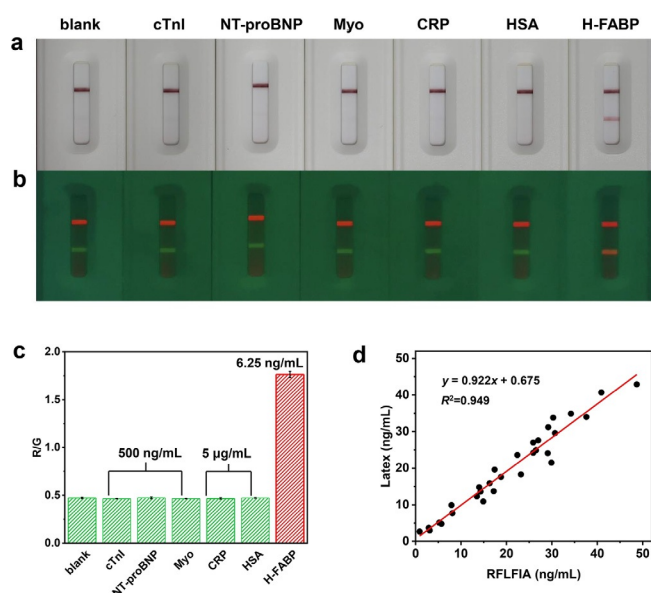 blank cTnI NT-proBNP Myo CRP HSA H-FABP
a
b
c
2.0
1.5
1.0
0.5
0.0
R/G
6.25 ng/mL
500 ng/mL 5 μg/mL
blank cTnI NT-proBNP Myo CRP HSA H-FABP
d
50
40
30
20
10
0
Latex (ng/mL)
y = 0.922x + 0.675
R²=0.949
0 10 20 30 40 50
RFLFIA (ng/mL)